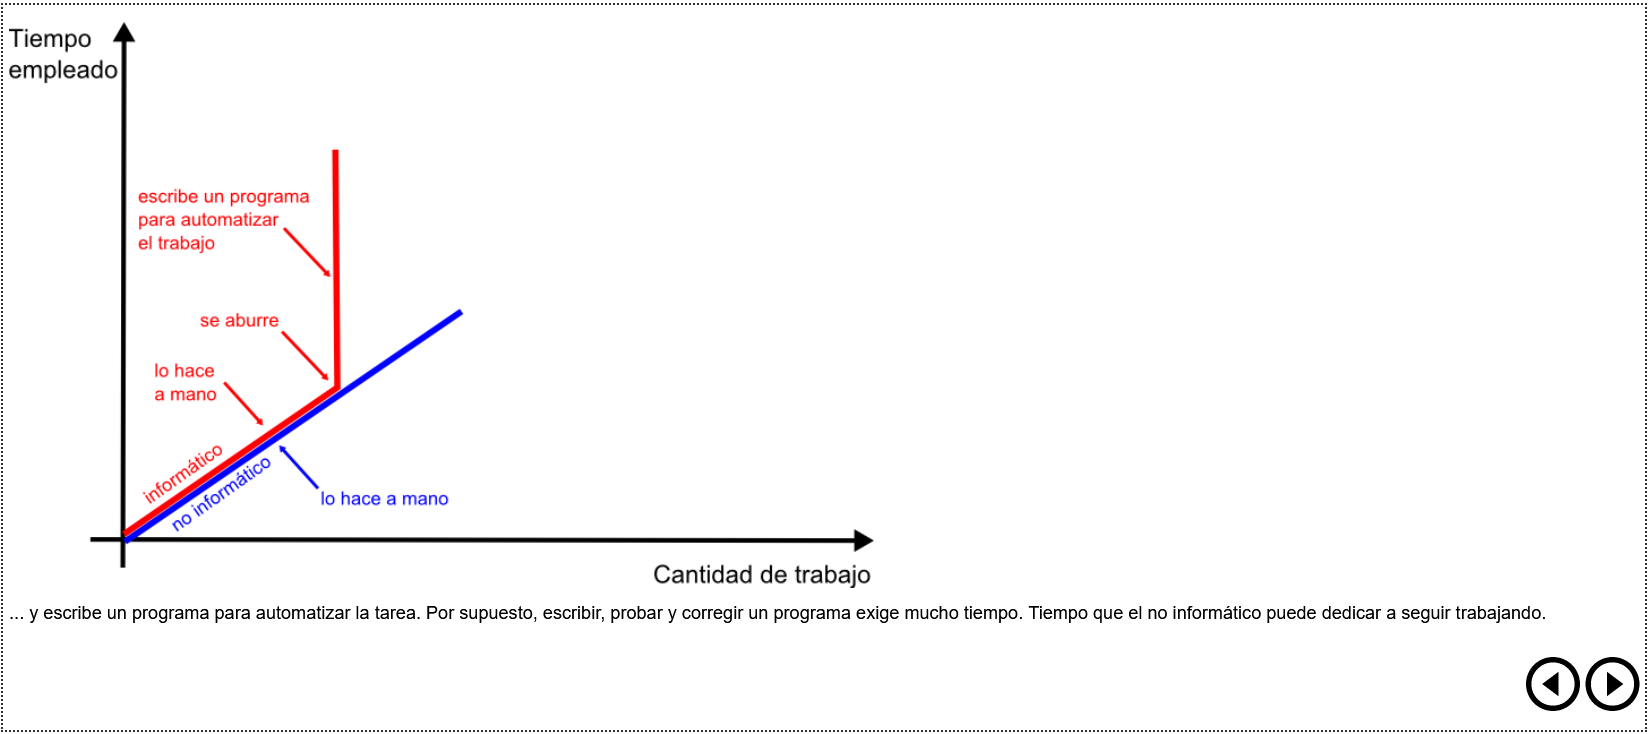 Tiempo
empleado
escribe un programa
para automatizar
el trabajo
se aburre
lo hace
a mano
informático
no informático
lo hace a mano
Cantidad de trabajo
... y escribe un programa para automatizar la tarea. Por supuesto, escribir, probar y corregir un programa exige mucho tiempo. Tiempo que el no informático puede dedicar a seguir trabajando.